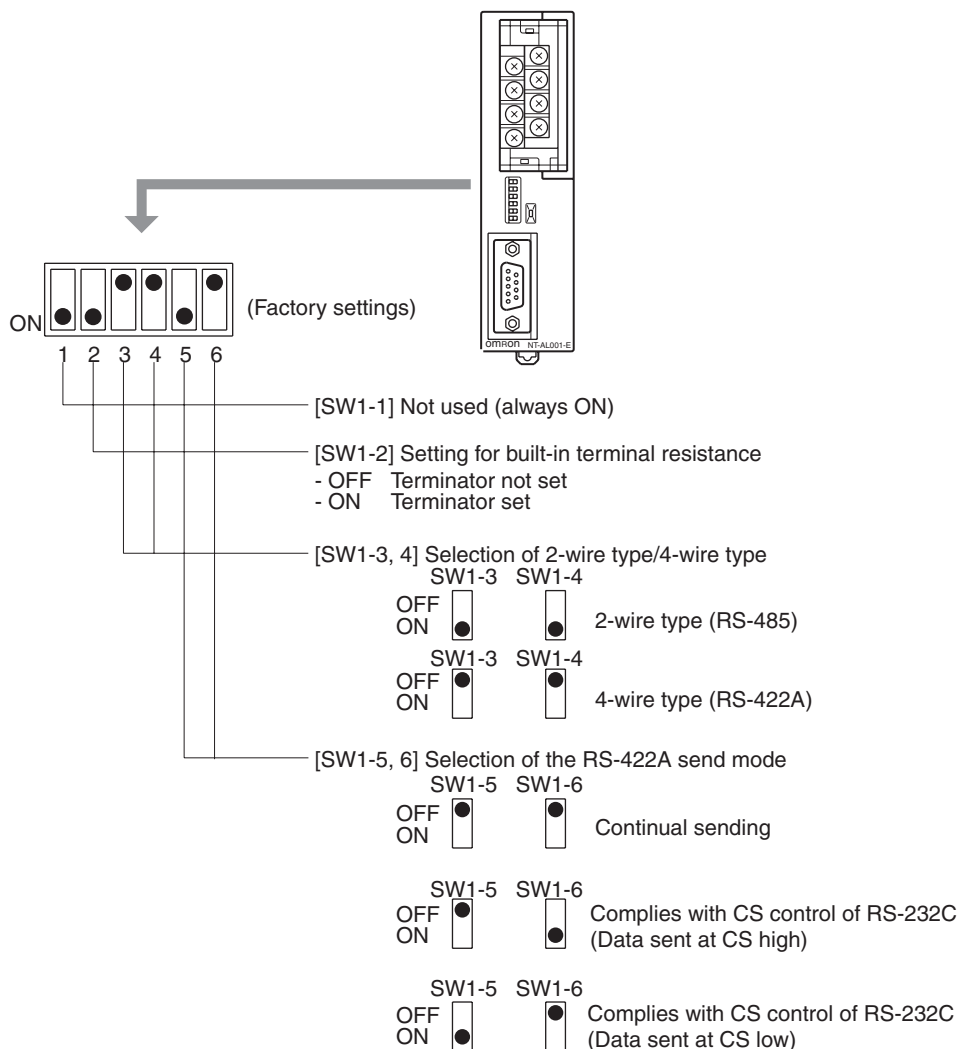 omron NT-AL001-E
ON
(Factory settings)
1 2 3 4 5 6
[SW1-1] Not used (always ON)
[SW1-2] Setting for built-in terminal resistance
- OFF Terminator not set
- ON Terminator set
[SW1-3, 4] Selection of 2-wire type/4-wire type
SW1-3 SW1-4
OFF
ON
2-wire type (RS-485)
SW1-3 SW1-4
OFF
ON
4-wire type (RS-422A)
[SW1-5, 6] Selection of the RS-422A send mode
SW1-5 SW1-6
OFF
ON
Continual sending
SW1-5 SW1-6
OFF
ON
Complies with CS control of RS-232C
(Data sent at CS high)
SW1-5 SW1-6
OFF
ON
Complies with CS control of RS-232C
(Data sent at CS low)